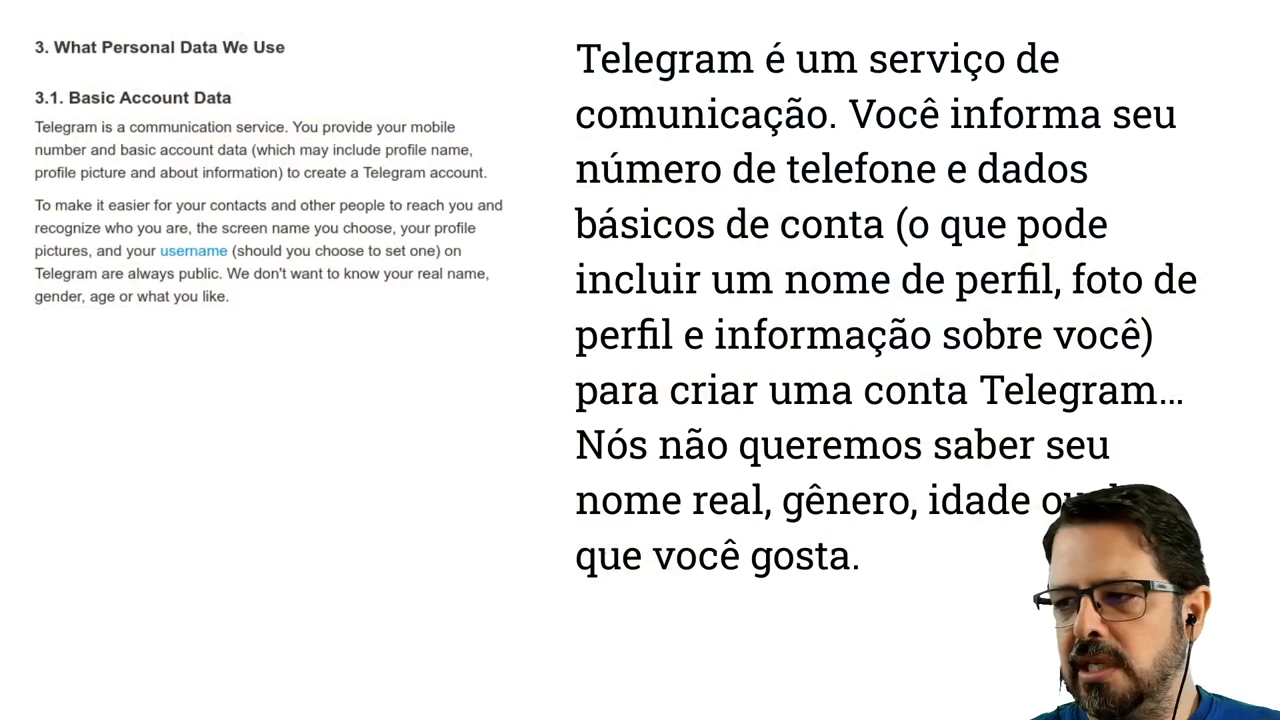 3. What Personal Data We Use
3.1. Basic Account Data
Telegram is a communication service. You provide your mobile
number and basic account data (which may include profile name,
profile picture and about information) to create a Telegram account.
To make it easier for your contacts and other people to reach you and
recognize who you are, the screen name you choose, your profile
pictures, and your username (should you choose to set one) on
Telegram are always public. We don't want to know your real name,
gender, age or what you like.
Telegram é um serviço de
comunicação. Você informa seu
número de telefone e dados
básicos de conta (o que pode
incluir um nome de perfil, foto de
perfil e informação sobre você)
para criar uma conta Telegram…
Nós não queremos saber seu
nome real, gênero, idade
que você gosta.